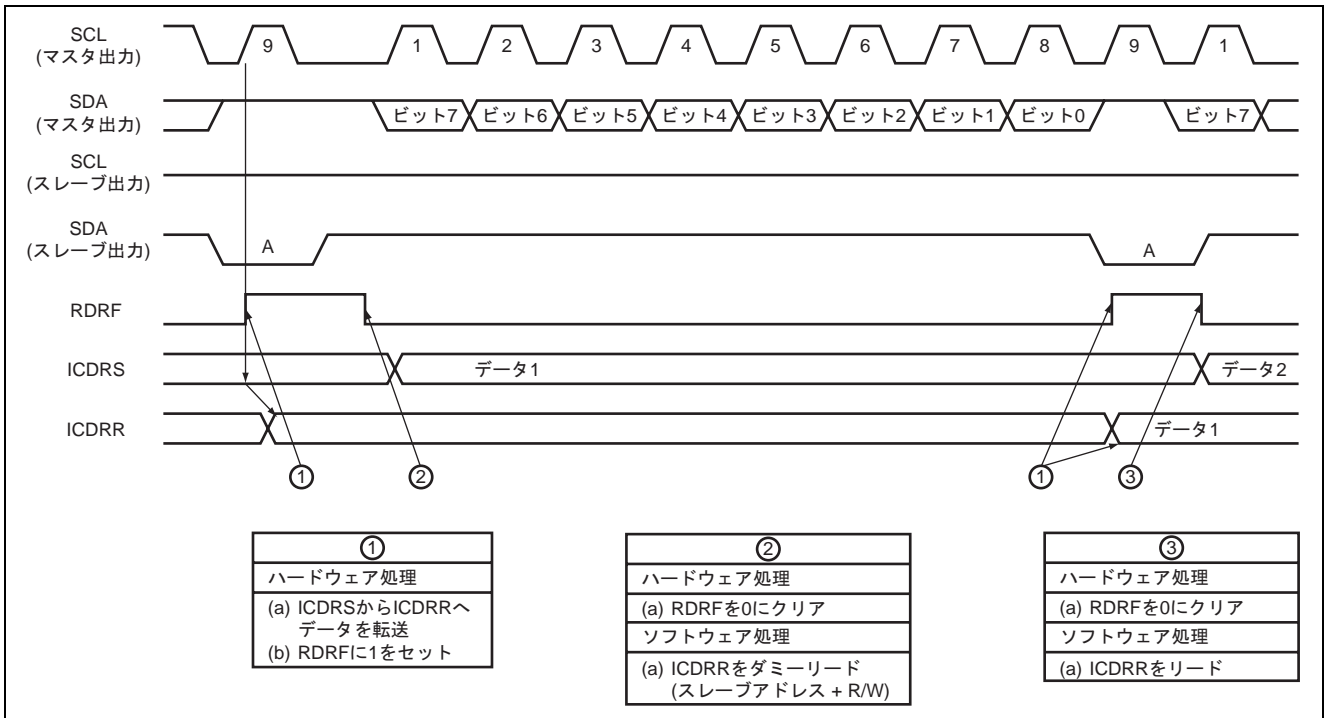 SCL
(マスタ出力)
9 1 2 3 4 5 6 7 8 9 1
SDA
(マスタ出力)
ビット7 ビット6 ビット5 ビット4 ビット3 ビット2 ビット1 ビット0 ビット7
SCL
(スレーブ出力)
SDA
(スレーブ出力)
A A
RDRF
ICDRS
データ1 データ2
ICDRR
データ1
① ② ① ③
①
ハードウェア処理
(a) ICDRSからICDRRへ
データを転送
(b) RDRFに1をセット
②
ハードウェア処理
(a) RDRFを0にクリア
ソフトウェア処理
(a) ICDRRをダミーリード
(スレーブアドレス + R/W)
③
ハードウェア処理
(a) RDRFを0にクリア
ソフトウェア処理
(a) ICDRRをリード